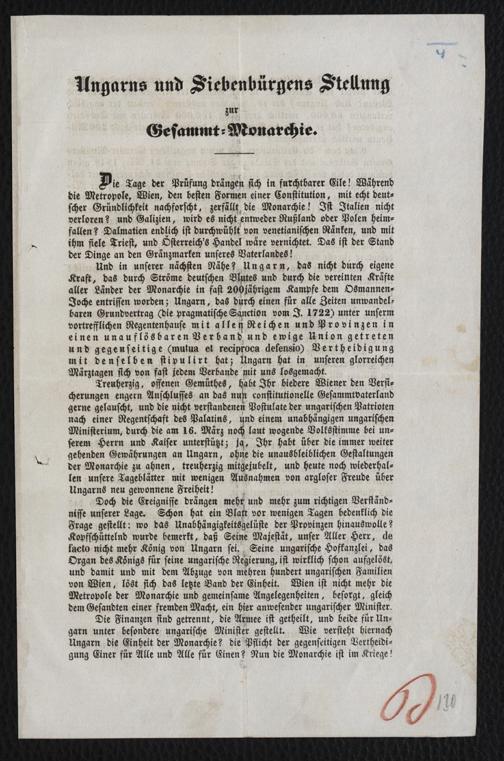 4
Ungarns und Siebenbürgens Stellung
zur
Gesammt=Monarchie.
Die Tage der Prüfung drängen sich in furchtbarer Eile! Während
die Metropole, Wien, den besten Formen einer Constitution, mit echt deut-
scher Gründlichkeit nachforscht, zerfällt die Monarchie! Ist Italien nicht
verloren? und Galizien, wird es nicht entweder Rußland oder Polen heim-
fallen? Dalmatien endlich ist durchwühlt von venetianischen Ränken, und mit
ihm fiele Triest, und Österreich's Handel wäre vernichtet. Das ist der Stand
der Dinge an den Gränzmarken unseres Vaterlandes!
Und in unserer nächsten Nähe? Ungarn, das nicht durch eigene
Kraft, das durch Ströme deutschen Blutes und durch die vereinten Kräfte
aller Länder der Monarchie in fast 200jährigem Kampfe dem Osmannen-
Joche entrissen worden; Ungarn, das durch einen für alle Zeiten unwandel-
baren Grundvertrag (die pragmatische Sanction vom J. 1722) unter unserm
vortrefflichen Regentenhause mit allen Reichen und Provinzen in
einen unauflösbaren Verband und ewige Union getreten
und gegenseitige (mutua et reciproca defensio) Vertheidigung
mit denselben stipulirt hat; Ungarn hat in unseren glorreichen
Märztagen sich von fast jedem Verbande mit uns losgemacht.
Treuherzig, offenen Gemüthes, habt Ihr biedere Wiener den Versi-
cherungen engern Anschlusses an das nun constitutionelle Gesammtvaterland
gerne gelauscht, und die nicht verstandenen Postulate der ungarischen Patrioten
nach einer Regentschaft des Palatins, und einem unabhängigen ungarischen
Ministerium, durch die am 16. März noch laut wogende Volksstimme bei un-
serem Herrn und Kaiser unterstützt; ja, Ihr habt über die immer weiter
gehenden Gewährungen an Ungarn, ohne die unausbleiblichen Gestaltungen
der Monarchie zu ahnen, treuherzig mitgejubelt, und heute noch wiederhal-
len unsere Tageblätter mit wenigen Ausnahmen von argloser Freude über
Ungarns neu gewonnene Freiheit!
Doch die Ereignisse drängen mehr und mehr zum richtigen Verständ-
nisse unserer Lage. Schon hat ein Blatt vor wenigen Tagen bedenklich die
Frage gestellt: wo das Unabhängigkeitsgelüste der Provinzen hinauswolle?
Kopfschüttelnd wurde bemerkt, daß Seine Majestät, unser Aller Herr, de
facto nicht mehr König von Ungarn sei. Seine ungarische Hofkanzlei, das
Organ des Königs für seine ungarische Regierung, ist wirklich schon aufgelöst,
und damit und mit dem Abzuge von mehren hundert ungarischen Familien
von Wien, löst sich das letzte Band der Einheit. Wien ist nicht mehr die
Metropole der Monarchie und gemeinsame Angelegenheiten, besorgt, gleich
dem Gesandten einer fremden Macht, ein hier anwesender ungarischer Minister.
Die Finanzen sind getrennt, die Armee ist getheilt, und beide für Un-
garn unter besondere ungarische Minister gestellt. Wie versteht hiernach
Ungarn die Einheit der Monarchie? die Pflicht der gegenseitigen Vertheidi-
gung Einer für Alle und Alle für Einen? Nun die Monarchie ist im Kriege!
130